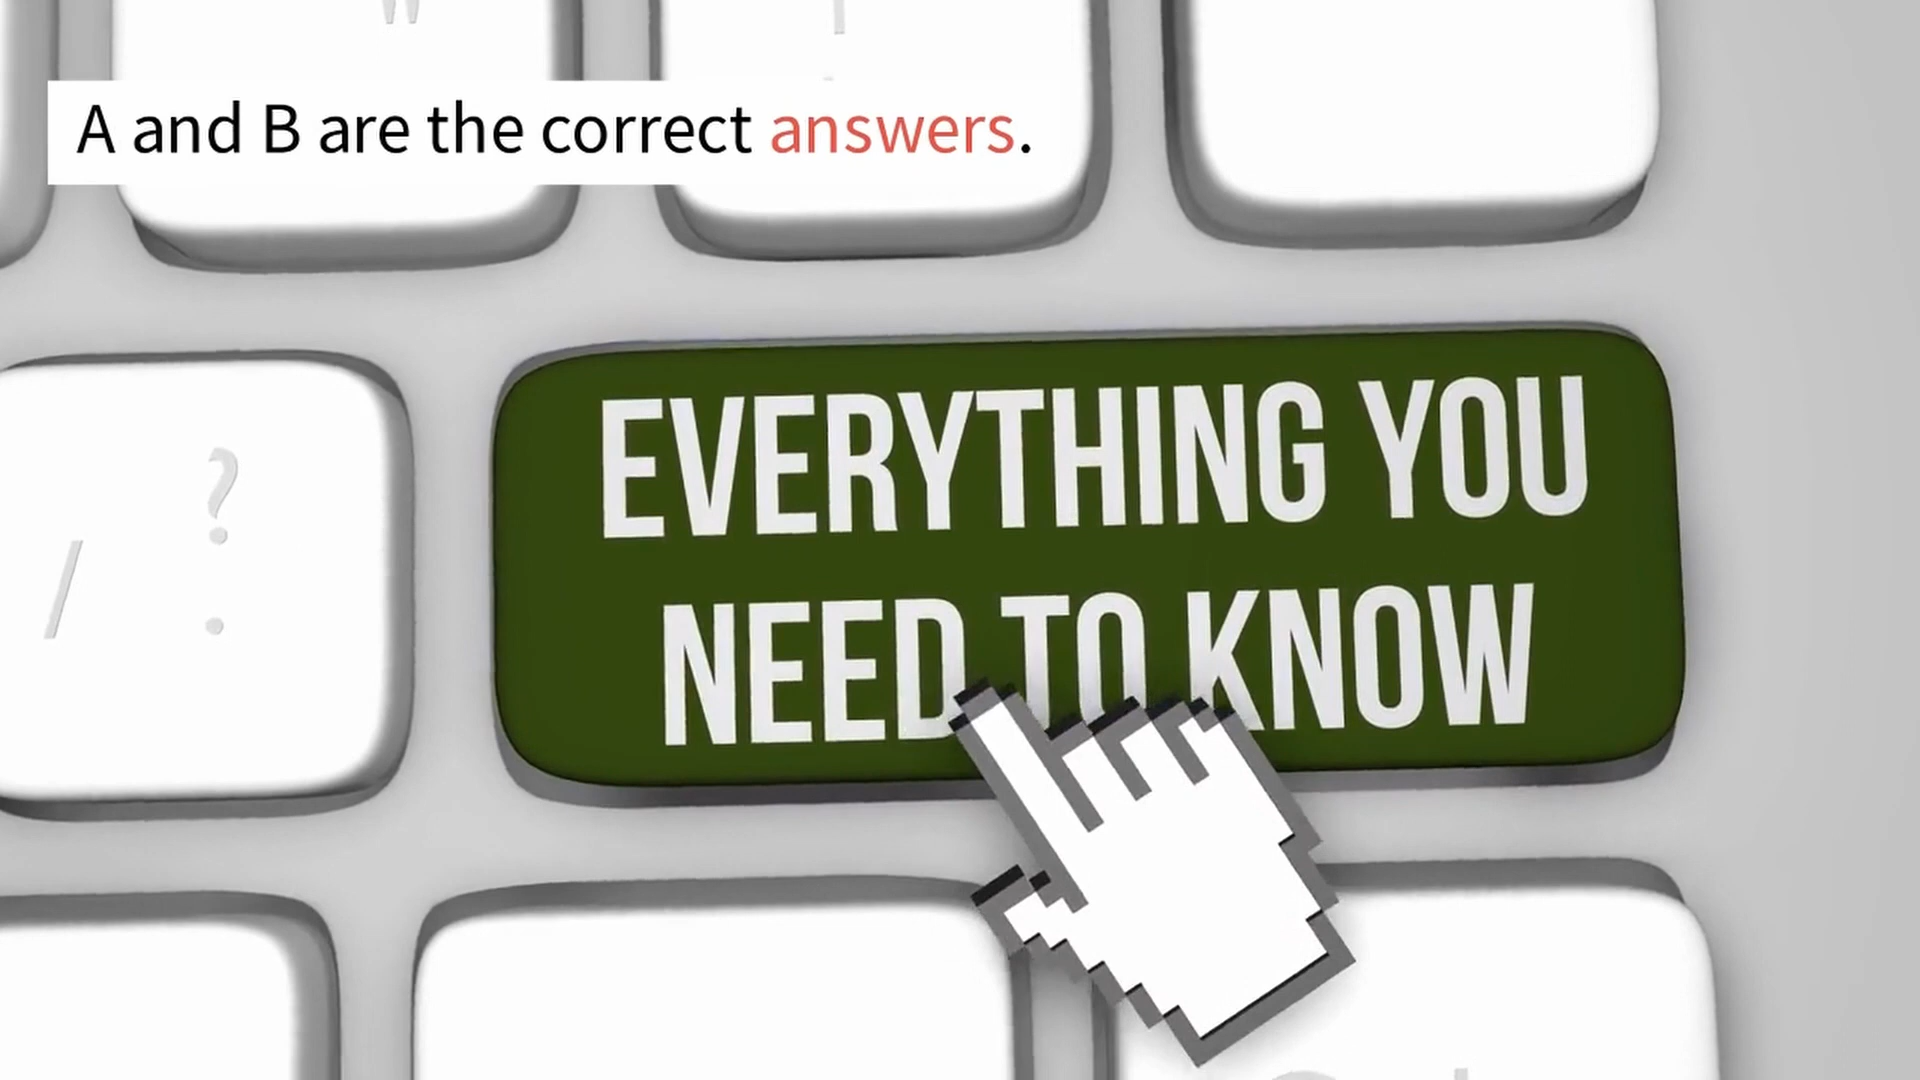 A and B are the correct answers.
EVERYTHING YOU
NEED TO KNOW
?
/